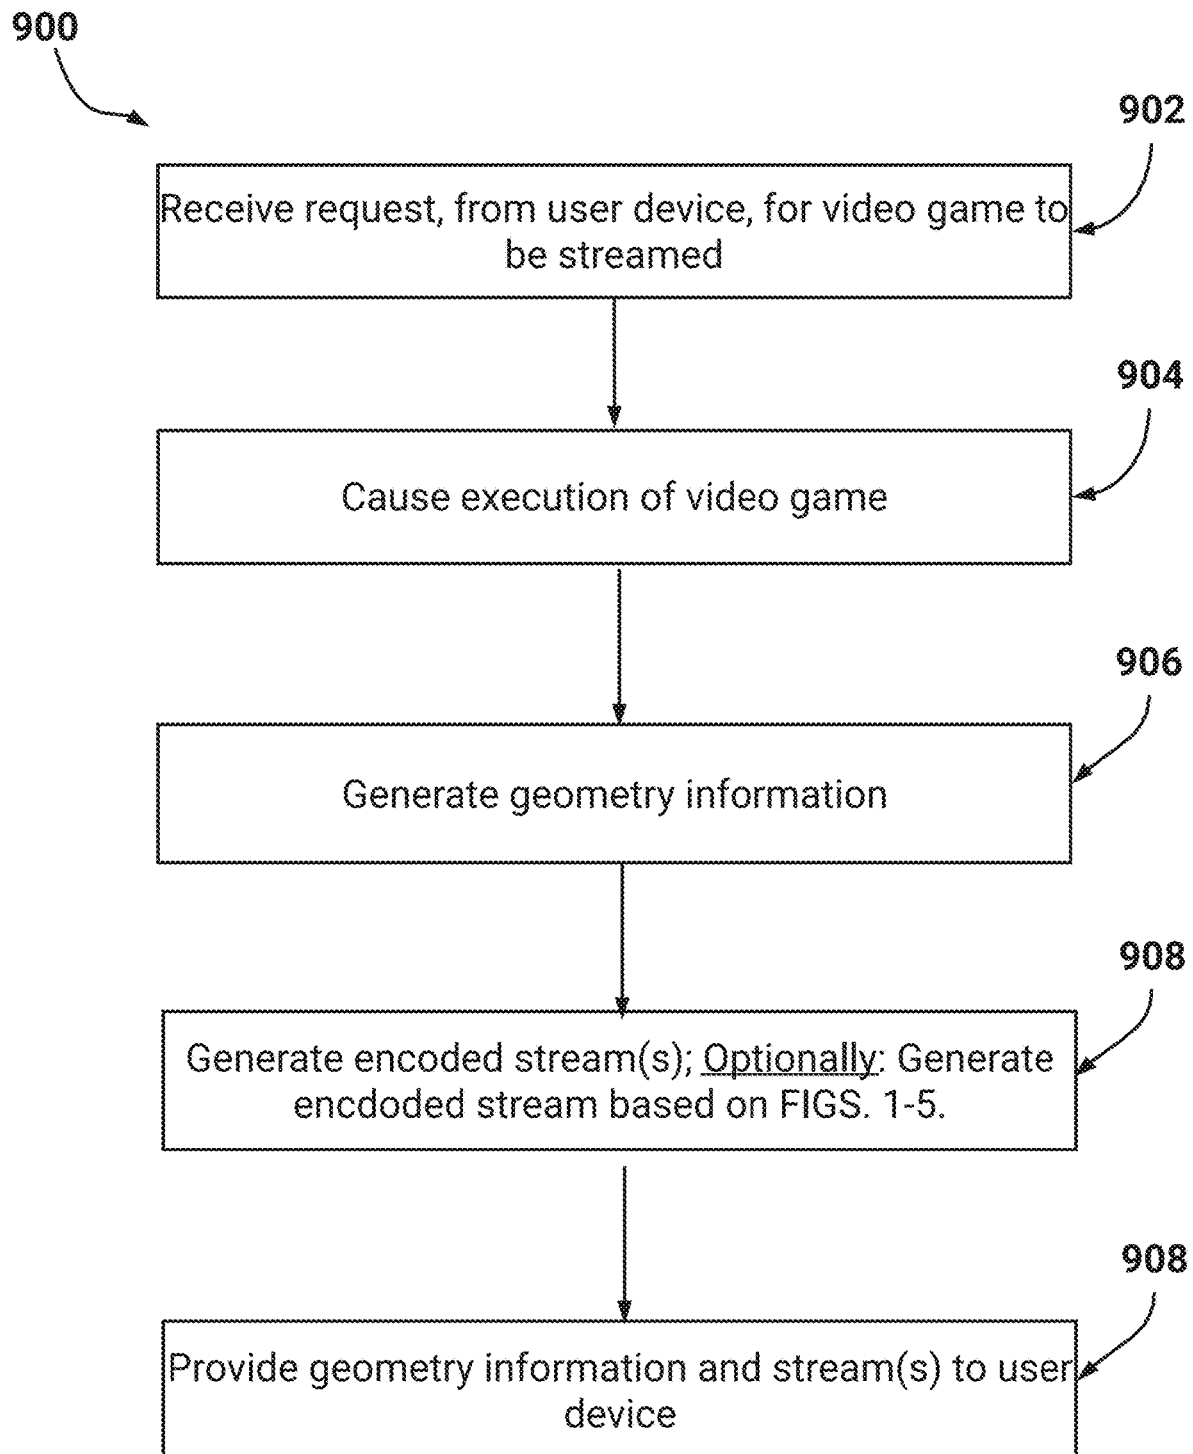 900
902
Receive request, from user device, for video game to
be streamed
904
Cause execution of video game
906
Generate geometry information
908
Generate encoded stream(s); Optionally: Generate
encdoded stream based on FIGS. 1-5.
908
Provide geometry information and stream(s) to user
device